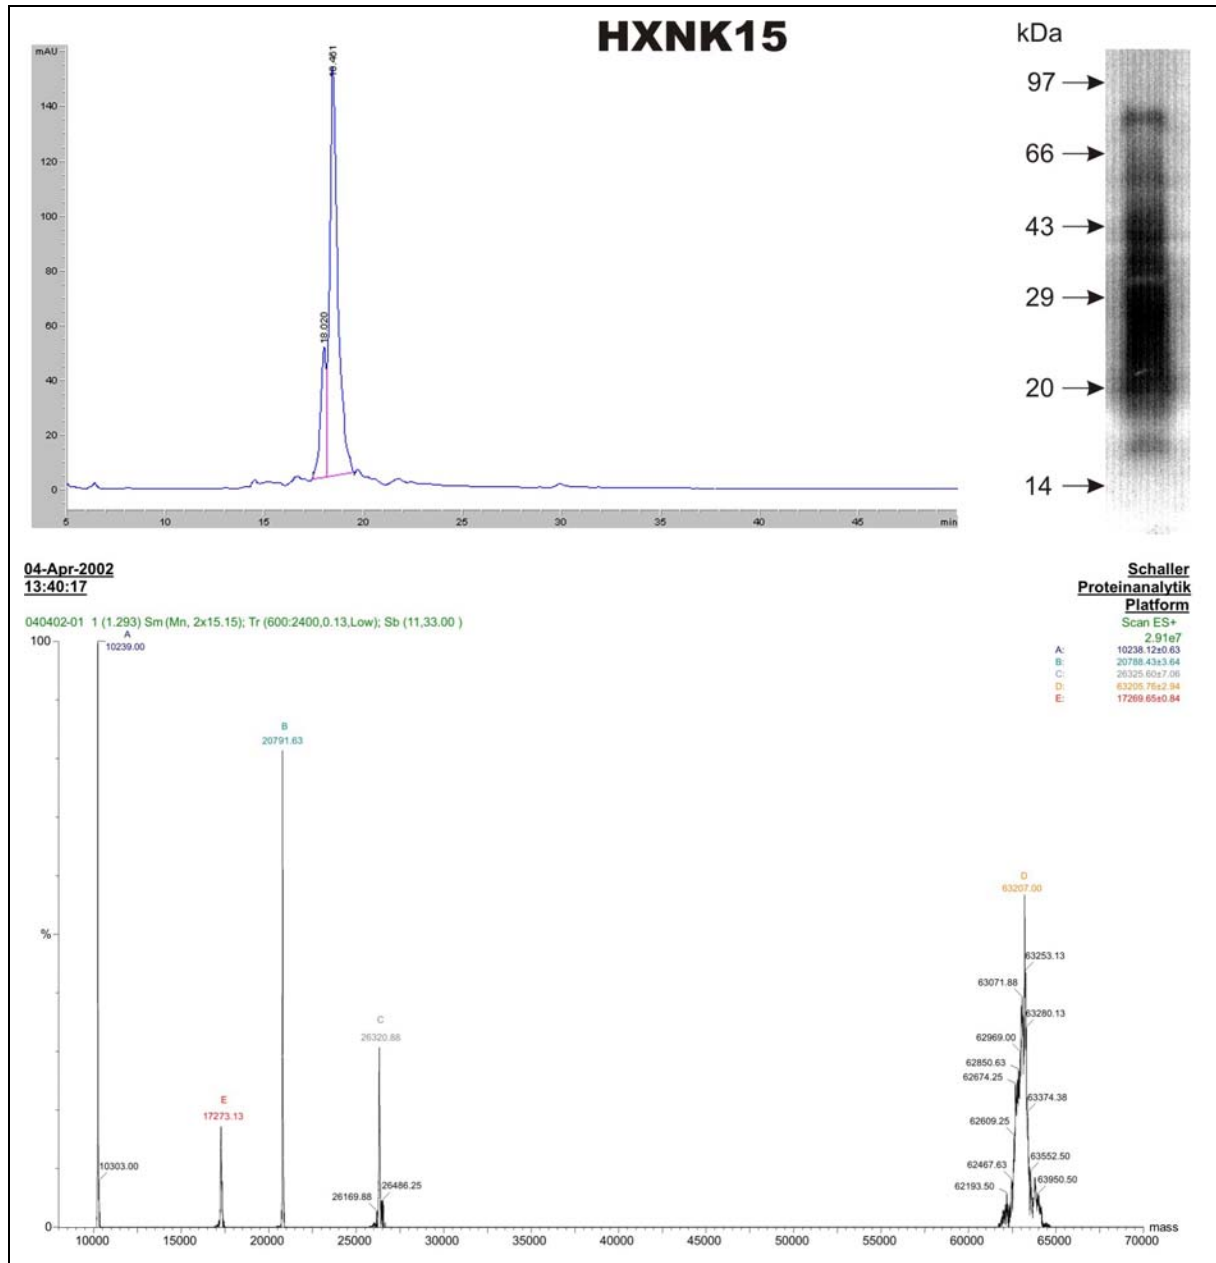 HXNK15
mAU
18.461
140
120
100
80
60
18.020
40
20
0
5 10 15 20 25 30 35 40 45 min
kDa
97
66
43
29
20
14
04-Apr-2002
13:40:17
Schaller
Proteinanalytik
Platform
040402-01 1 (1.293) Sm (Mn, 2x15.15); Tr (600:2400,0.13,Low); Sb (11,33.00 )
Scan ES+
2.91e7
A: 10238.12±0.63
B: 20788.43±3.64
C: 26325.60±7.06
D: 63205.76±2.94
E: 17269.65±0.84
100
%
0
A
10239.00
10303.00
E
17273.13
B
20791.63
C
26320.88
26169.88
26486.25
D
63207.00
63253.13
63071.88
63280.13
62969.00
62850.63
62674.25
63374.38
62609.25
62467.63
63552.50
62193.50
63950.50
10000 15000 20000 25000 30000 35000 40000 45000 50000 55000 60000 65000 70000 mass